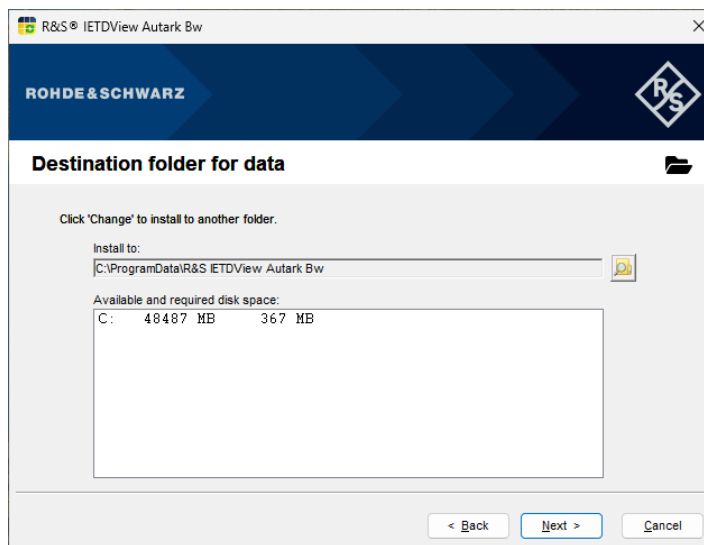 R&S® IETDView Autark Bw
ROHDE&SCHWARZ
R/S
Destination folder for data
Click 'Change' to install to another folder.
Install to:
C:\ProgramData\R&S IETDView Autark Bw
Available and required disk space:
C: 48487 MB 367 MB
< Back Next > Cancel